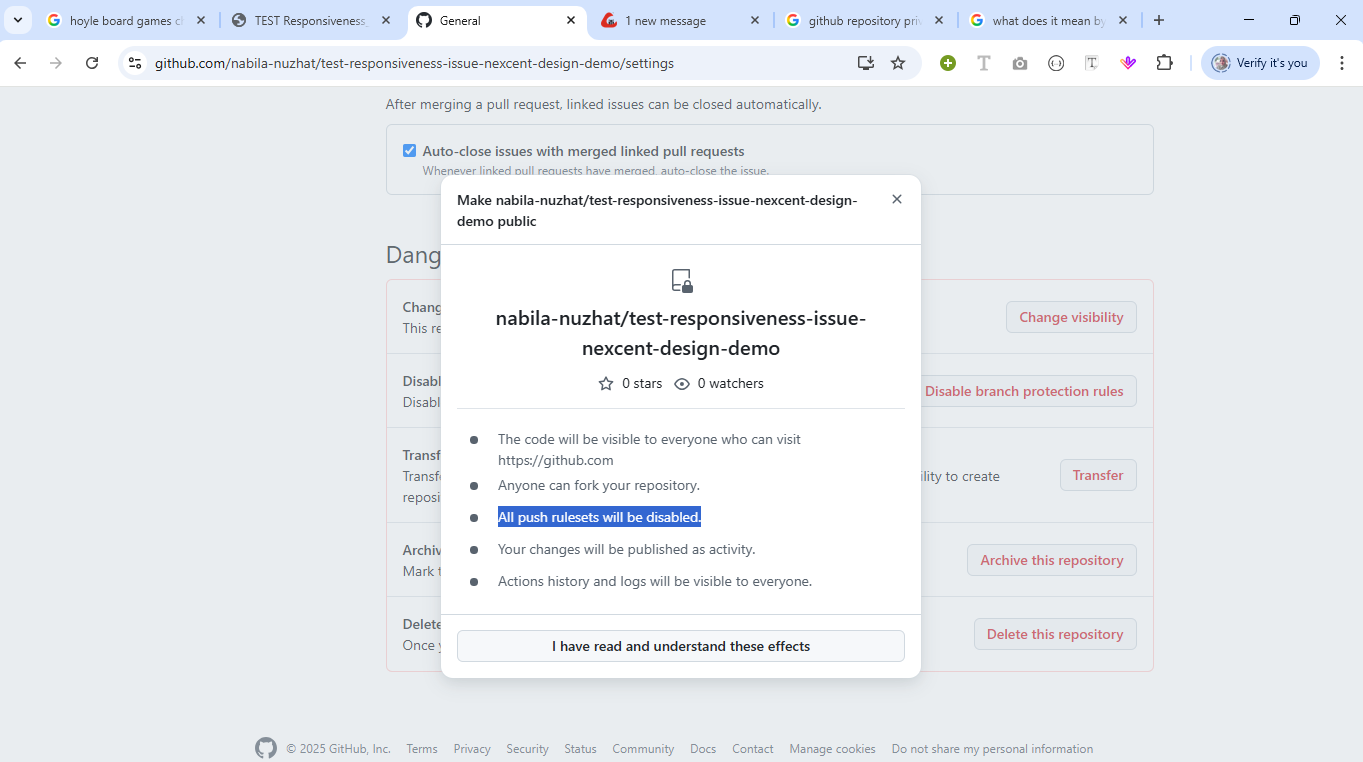 hoyle board games cl
TEST Responsiveness_
General
1 new message
github repository priv
what does it mean by
github.com/nabila-nuzhat/test-responsiveness-issue-nexcent-design-demo/settings
Verify it's you
After merging a pull request, linked issues can be closed automatically.
Auto-close issues with merged linked pull requests
Whenever linked pull requests have merged, auto-close the issue.
Make nabila-nuzhat/test-responsiveness-issue-nexcent-design-
demo public
Dang
nabila-nuzhat/test-responsiveness-issue-
nexcent-design-demo
0 stars
0 watchers
Chang
This re
Change visibility
Disabl
Disabl
Disable branch protection rules
The code will be visible to everyone who can visit
https://github.com
Anyone can fork your repository.
All push rulesets will be disabled.
Your changes will be published as activity.
Actions history and logs will be visible to everyone.
Transf
Transfe
ility to create
reposi
Transfer
Archiv
Mark t
Archive this repository
Delete
Once y
Delete this repository
I have read and understand these effects
© 2025 GitHub, Inc.
Terms
Privacy
Security
Status
Community
Docs
Contact
Manage cookies
Do not share my personal information